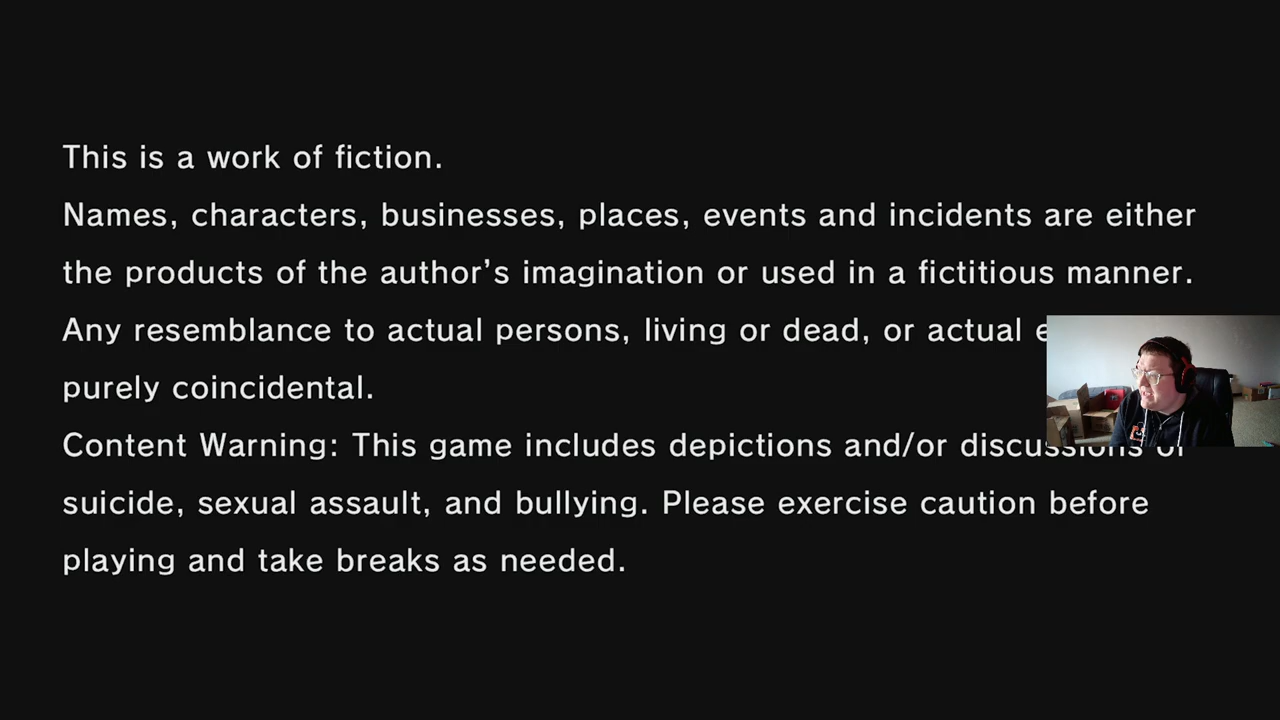 This is a work of fiction.
Names, characters, businesses, places, events and incidents are either
the products of the author’s imagination or used in a fictitious manner.
Any resemblance to actual persons, living or dead, or actual
purely coincidental.
Content Warning: This game includes depictions and/or discussions of
suicide, sexual assault, and bullying. Please exercise caution before
playing and take breaks as needed.